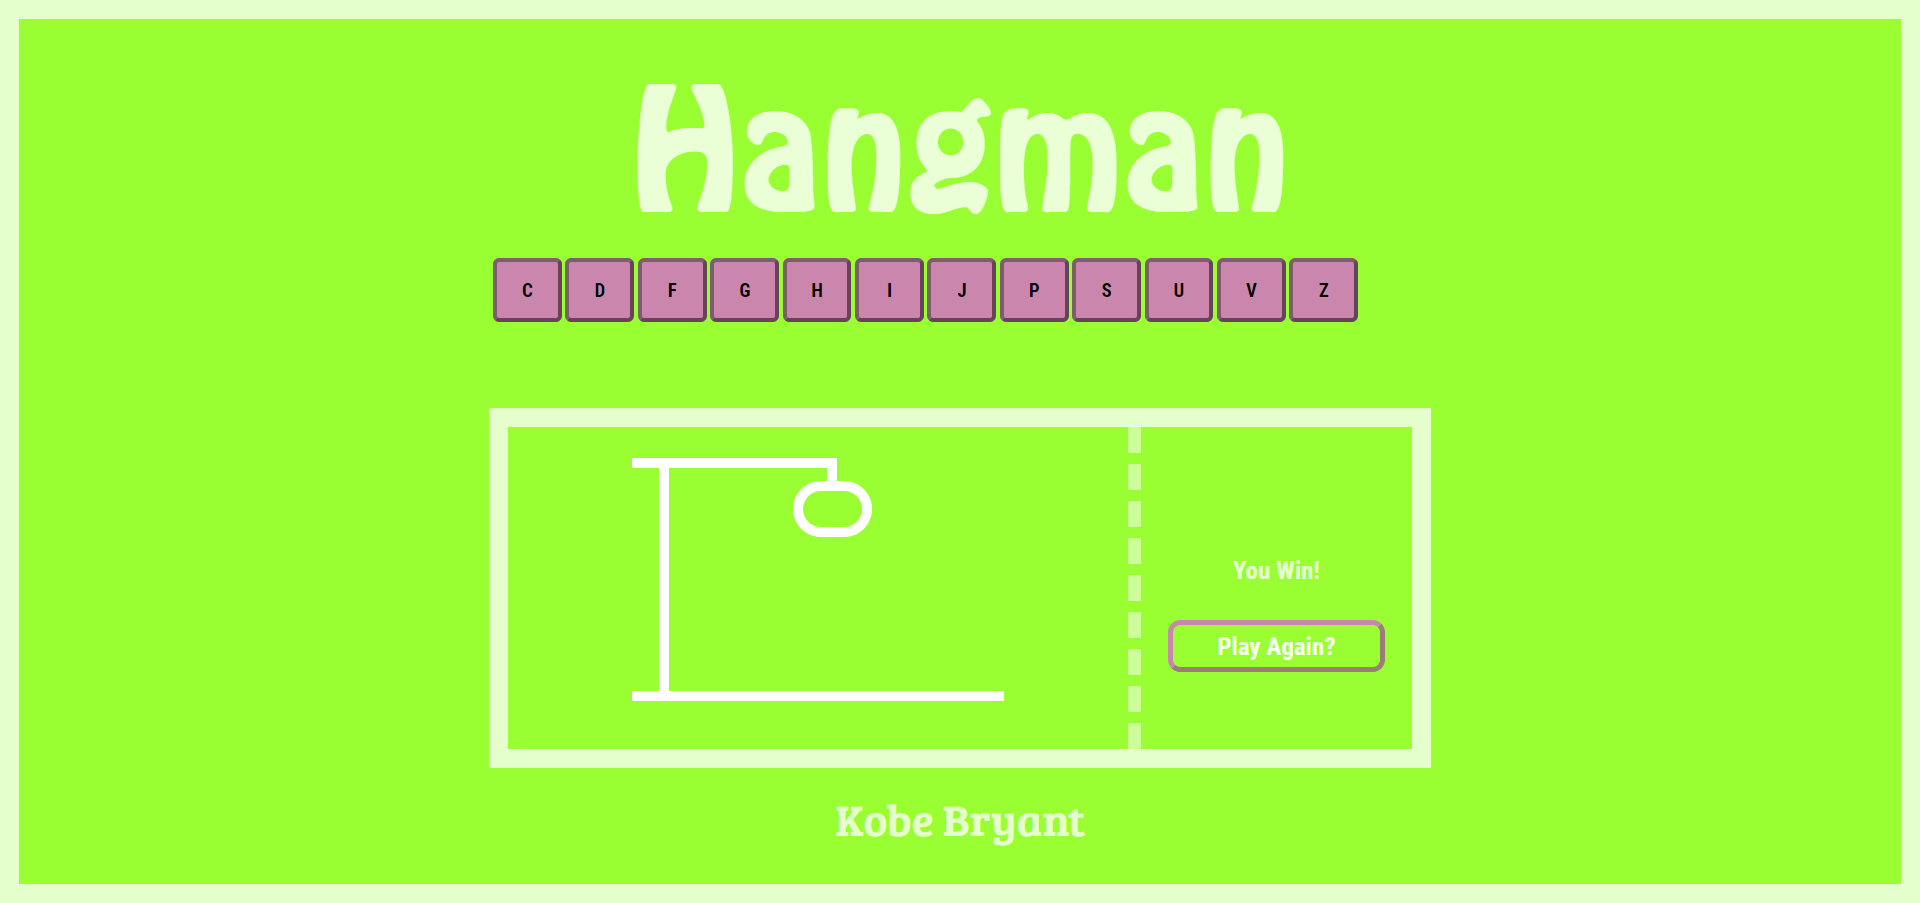 Hangman
C D F G H I J P S U V Z
You Win!
Play Again?
Kobe Bryant